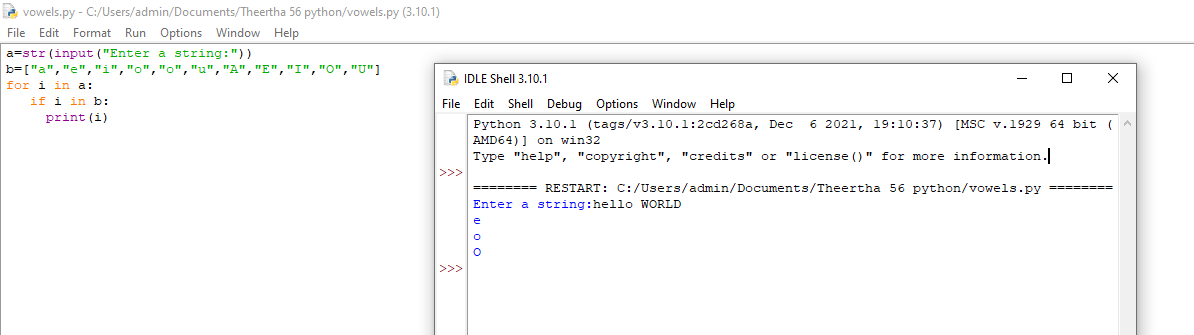 vowels.py - C:/Users/admin/Documents/Theertha 56 python/vowels.py (3.10.1)
File Edit Format Run Options Window Help
a=str(input("Enter a string:"))
b=["a","e","i","o","o","u","A","E","I","O","U"]
for i in a:
   if i in b:
     print(i)
IDLE Shell 3.10.1
File Edit Shell Debug Options Window Help
Python 3.10.1 (tags/v3.10.1:2cd268a, Dec  6 2021, 19:10:37) [MSC v.1929 64 bit (
AMD64)] on win32
Type "help", "copyright", "credits" or "license()" for more information.
>>>
======== RESTART: C:/Users/admin/Documents/Theertha 56 python/vowels.py ========
Enter a string:hello WORLD
e
o
O
>>>